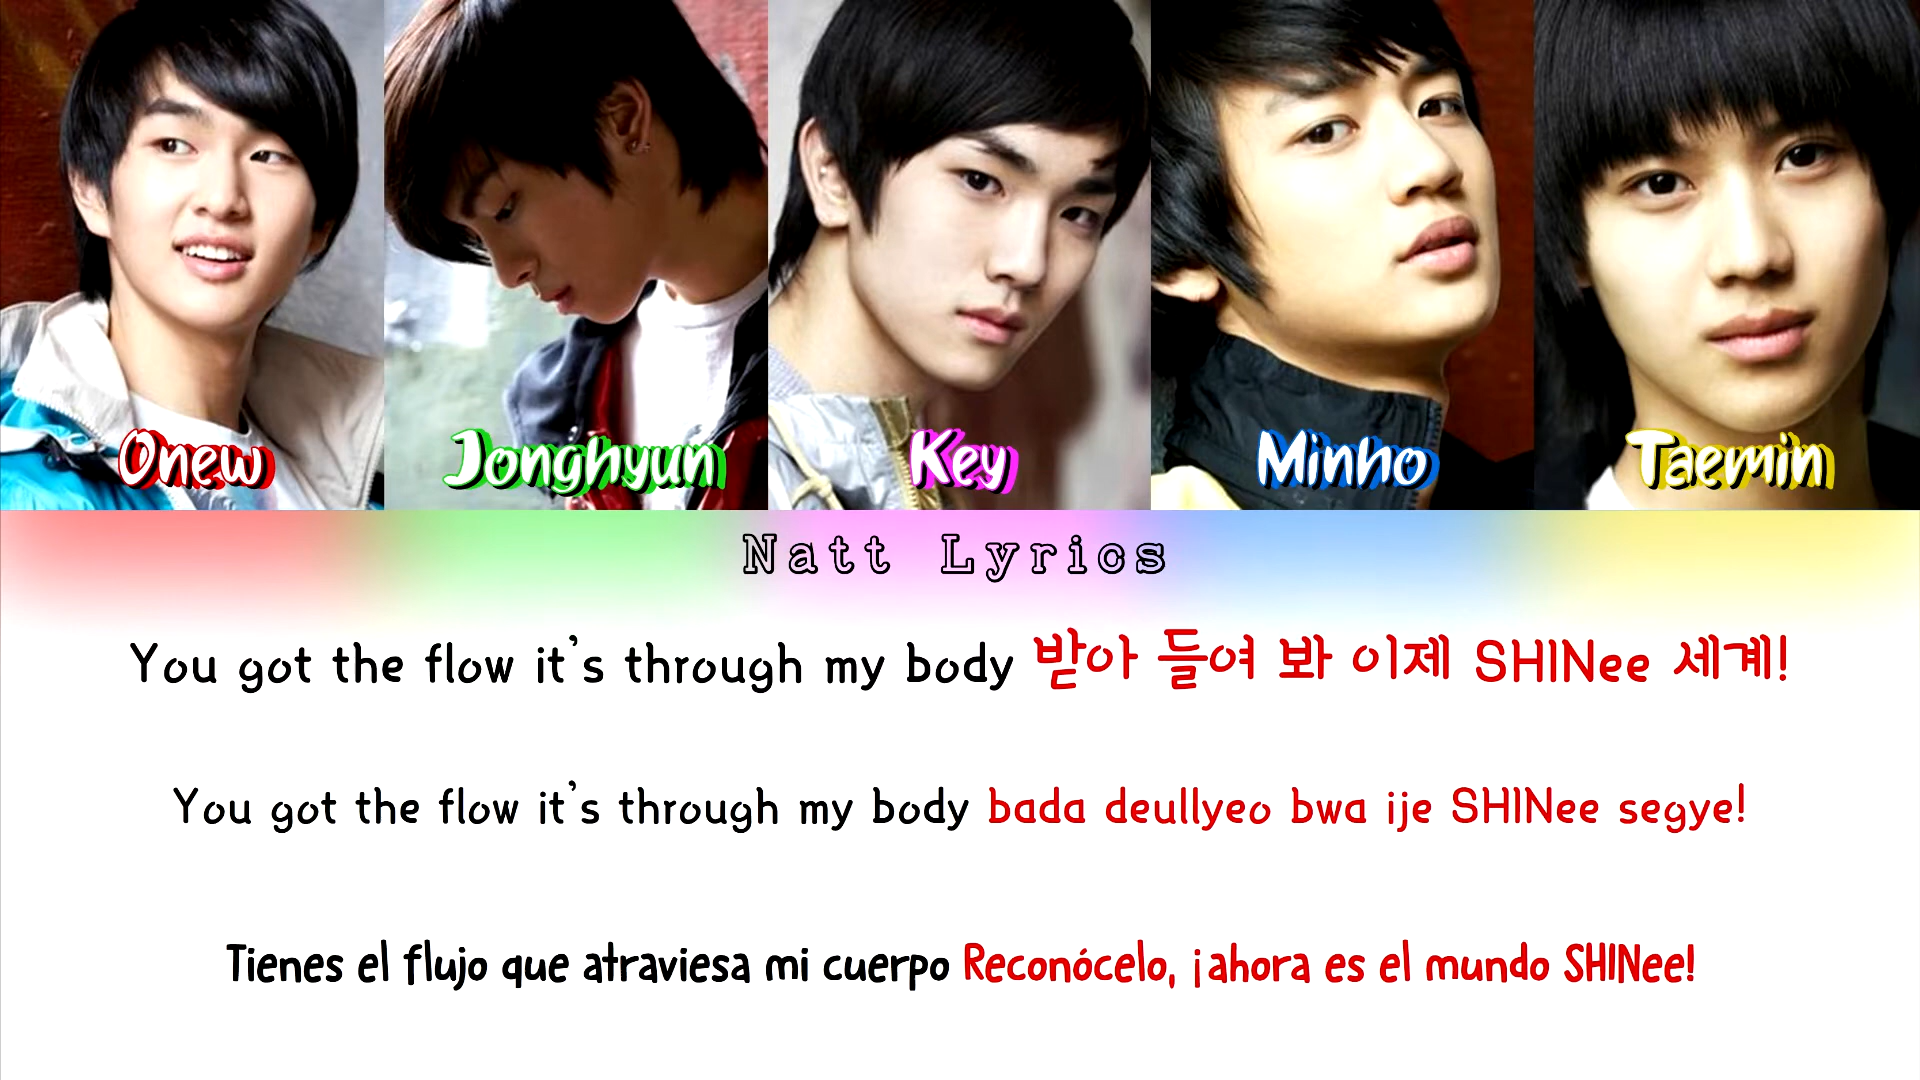 Onew Jonghyun Key Minho Taemin
Natt Lyrics
You got the flow it's through my body 받아 들여 봐 이제 SHINee 세계!
You got the flow it's through my body bada deullyeo bwa ije SHINee segye!
Tienes el flujo que atraviesa mi cuerpo Reconócelo, ¡ahora es el mundo SHINee!